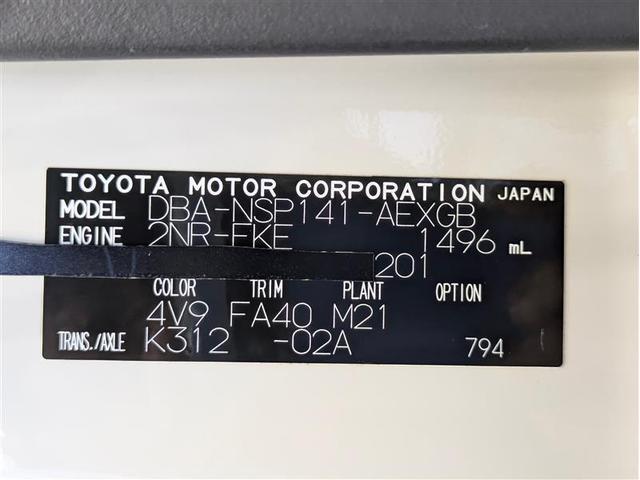 TOYOTA MOTOR CORPORATION JAPAN
MODEL DBA-NSP141-AEXGB
ENGINE 2NR-FKE 1496 mL
201
COLOR TRIM PLANT OPTION
4V9 FA40 M21
TRANS./AXLE K312 -02A 794